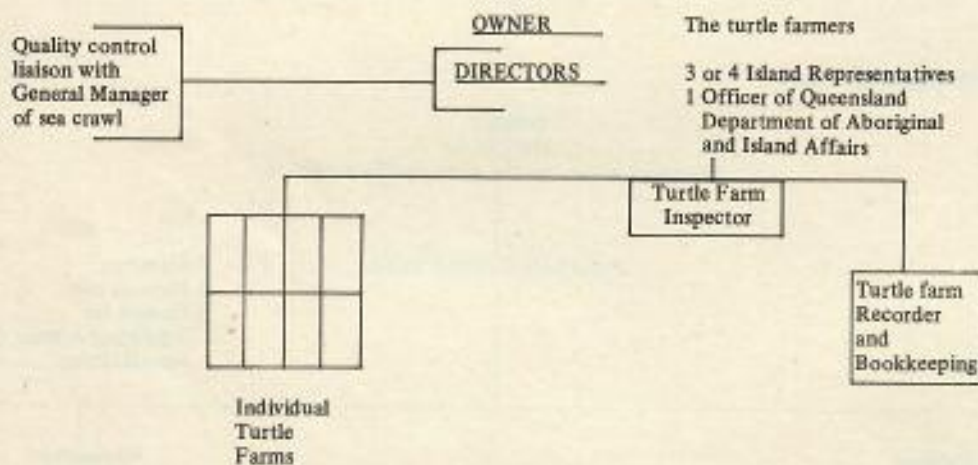 Quality control
liaison with
General Manager
of sea crawl
OWNER
The turtle farmers
DIRECTORS
3 or 4 Island Representatives
1 Officer of Queensland
Department of Aboriginal
and Island Affairs
Turtle Farm
Inspector
Turtle farm
Recorder
and
Bookkeeping
Individual
Turtle
Farms